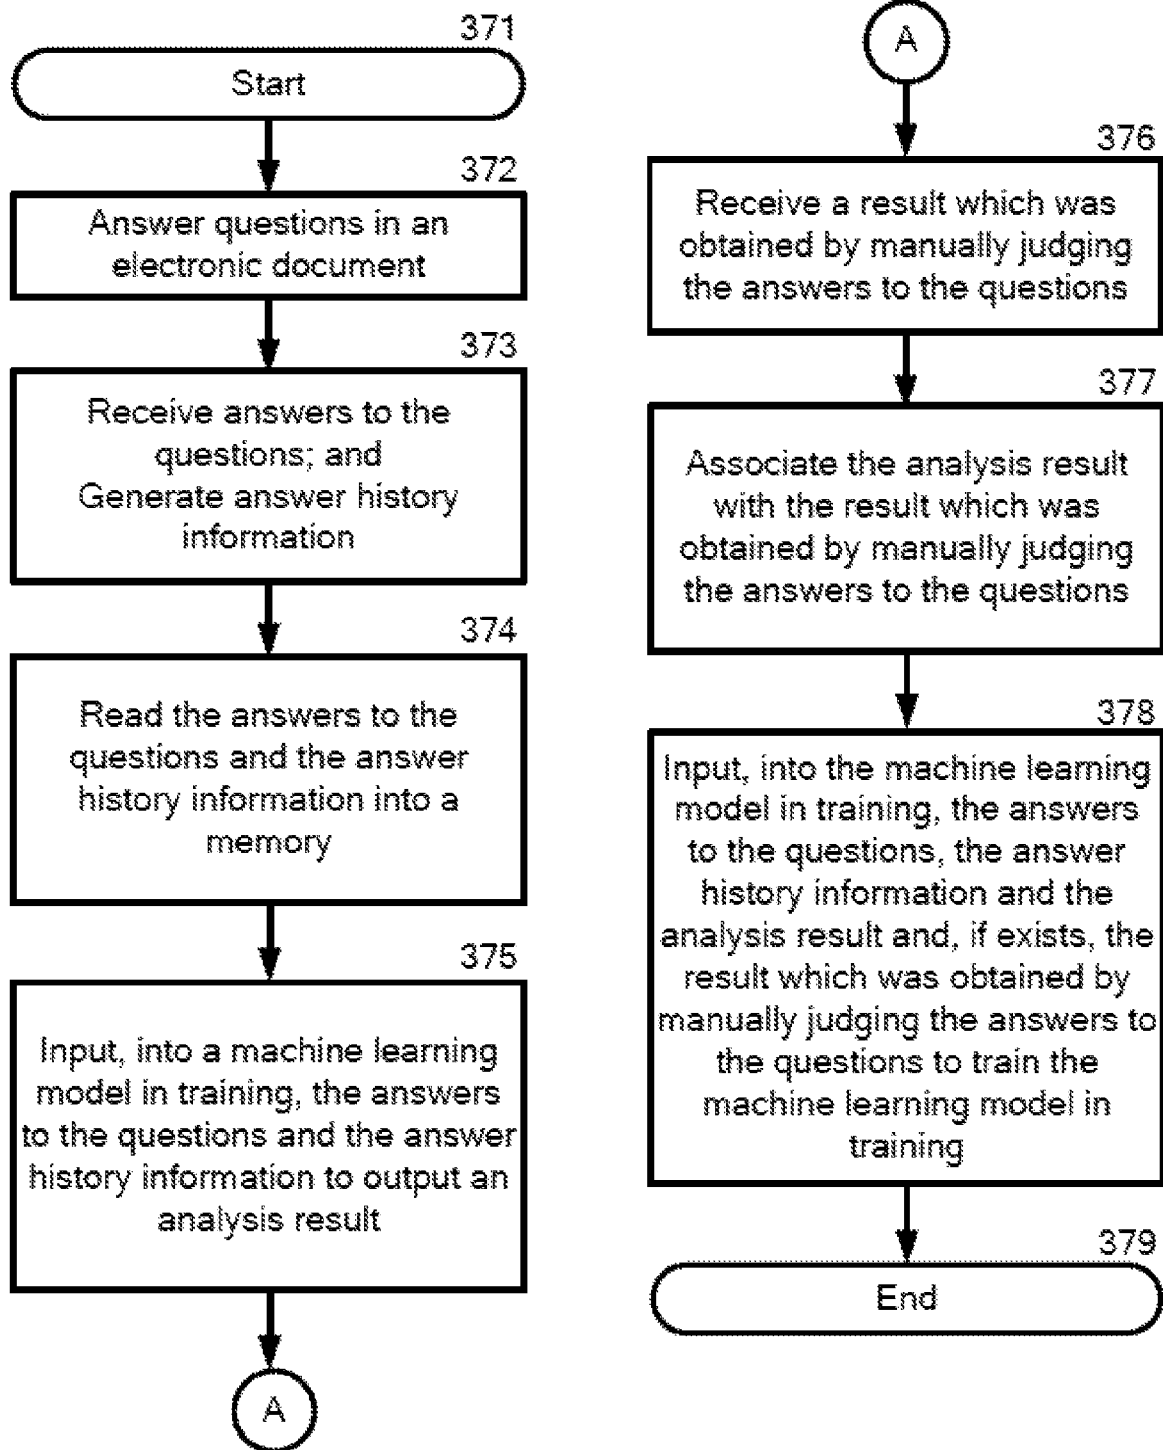 371
Start
372
Answer questions in an
electronic document
373
Receive answers to the
questions; and
Generate answer history
information
374
Read the answers to the
questions and the answer
history information into a
memory
375
Input, into a machine learning
model in training, the answers
to the questions and the answer
history information to output an
analysis result
A
A
376
Receive a result which was
obtained by manually judging
the answers to the questions
377
Associate the analysis result
with the result which was
obtained by manually judging
the answers to the questions
378
Input, into the machine learning
model in training, the answers
to the questions, the answer
history information and the
analysis result and, if exists, the
result which was obtained by
manually judging the answers to
the questions to train the
machine learning model in
training
379
End